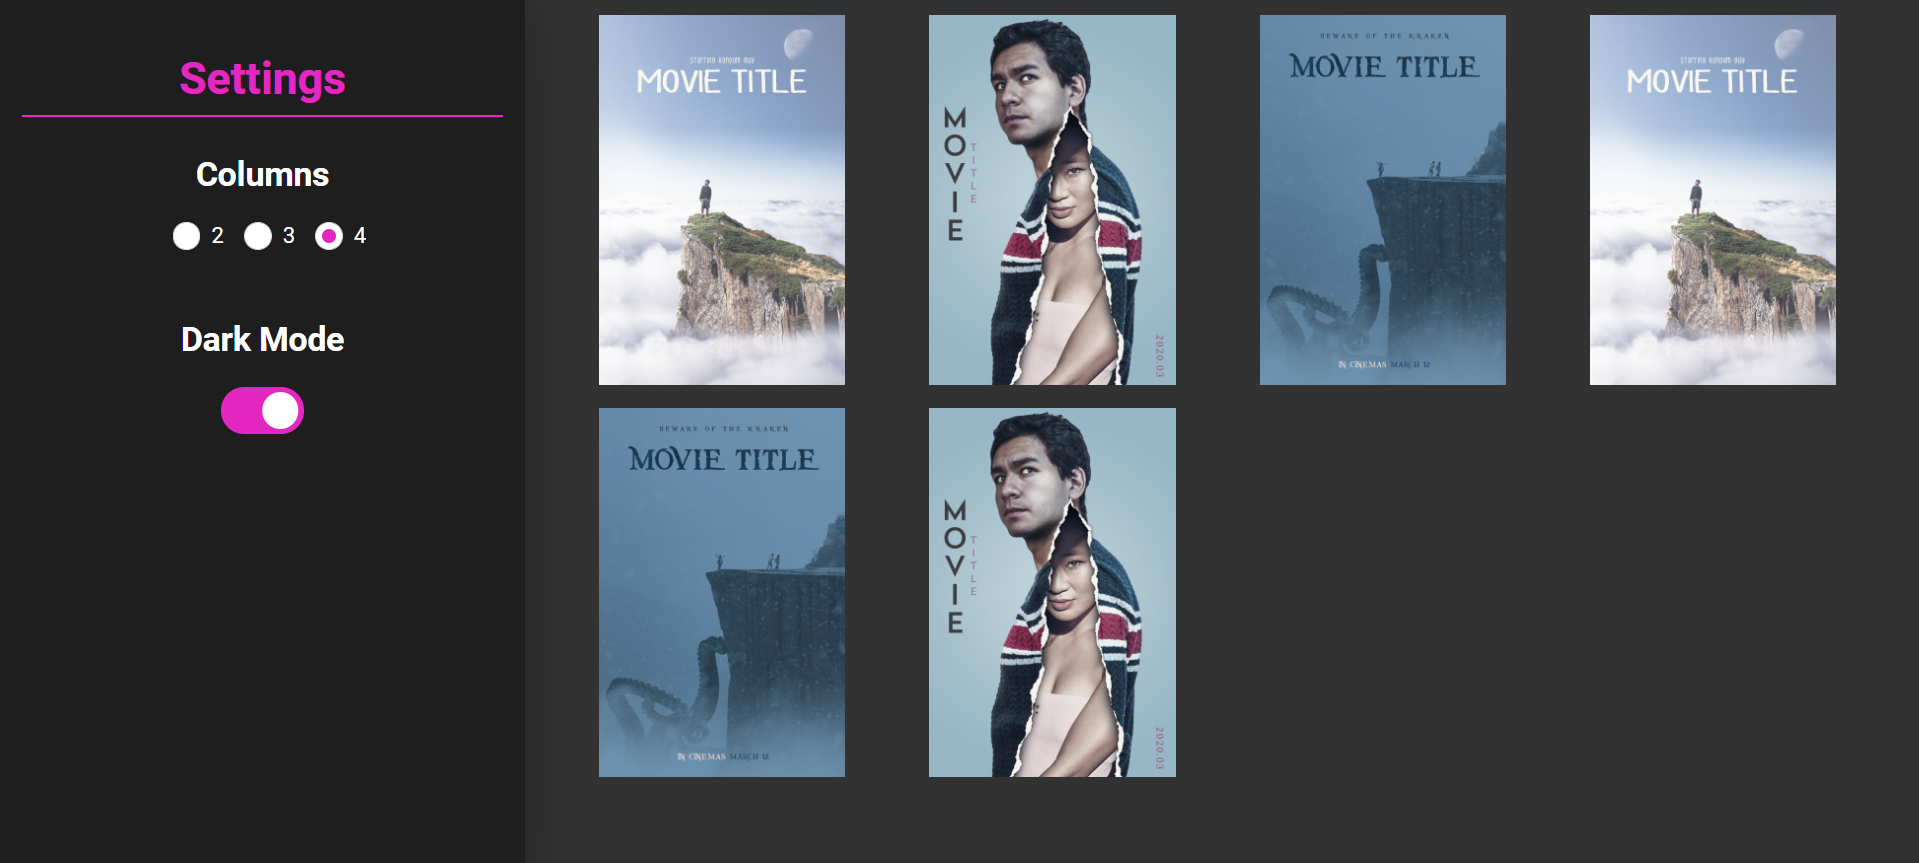 Settings
Columns
2 3 4
Dark Mode
starring random guy
MOVIE TITLE
MOVIE
TITLE
2020.03
BEWARE OF THE KRAKEN
MOVIE TITLE
IN CINEMAS MARCH 12
starring random guy
MOVIE TITLE
BEWARE OF THE KRAKEN
MOVIE TITLE
IN CINEMAS MARCH 12
MOVIE
TITLE
2020.03